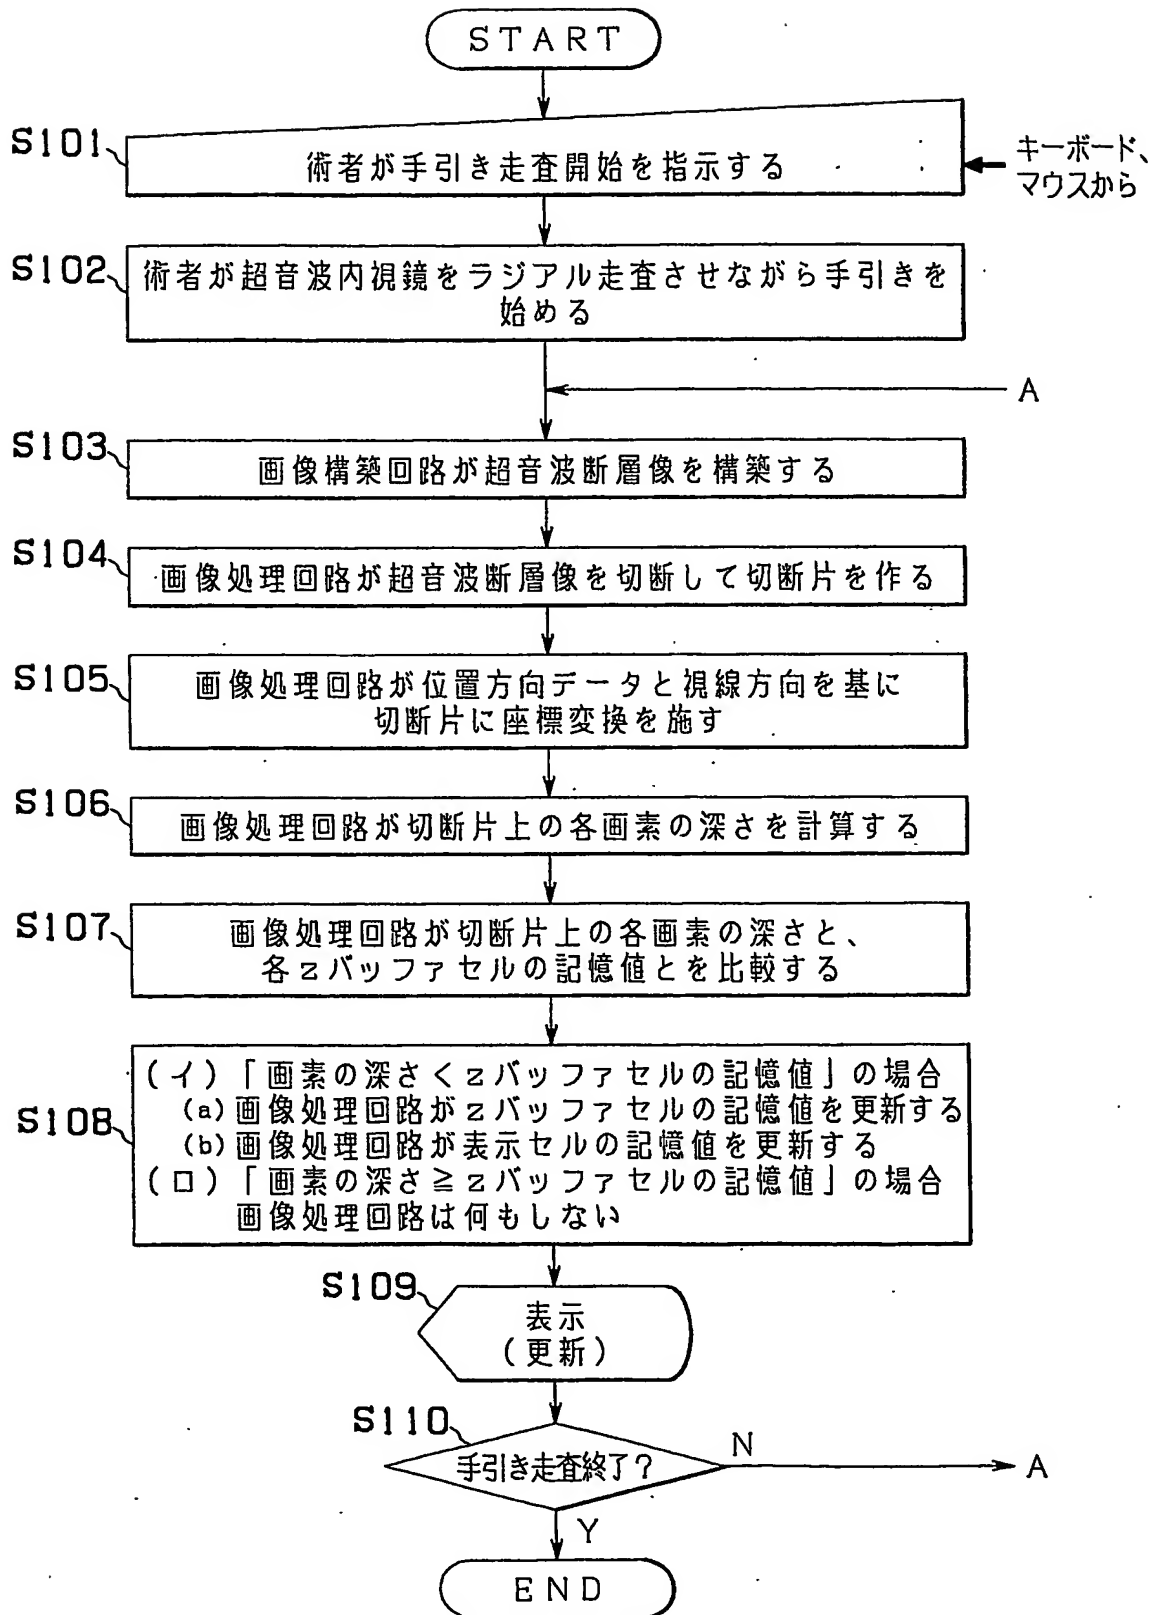 START
S101
術者が手引き走査開始を指示する
キーボード、
マウスから
S102
術者が超音波内視鏡をラジアル走査させながら手引きを
始める
A
S103
画像構築回路が超音波断層像を構築する
S104
画像処理回路が超音波断層像を切断して切断片を作る
S105
画像処理回路が位置方向データと視線方向を基に
切断片に座標変換を施す
S106
画像処理回路が切断片上の各画素の深さを計算する
S107
画像処理回路が切断片上の各画素の深さと、
各zバッファセルの記憶値とを比較する
S108
(イ)「画素の深さ<zバッファセルの記憶値」の場合
(a)画像処理回路がzバッファセルの記憶値を更新する
(b)画像処理回路が表示セルの記憶値を更新する
(ロ)「画素の深さ≧zバッファセルの記憶値」の場合
画像処理回路は何もしない
S109
表示
(更新)
S110
手引き走査終了?
N
A
Y
END